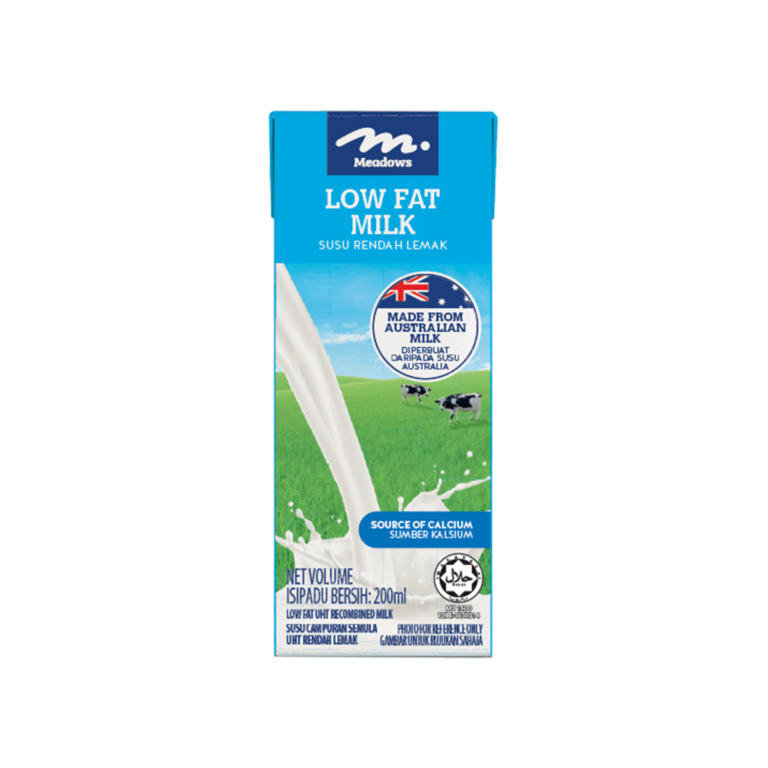 m.
Meadows
LOW FAT
MILK
SUSU RENDAH LEMAK
MADE FROM
AUSTRALIAN
MILK
DIPERBUAT
DARIPADA SUSU
AUSTRALIA
SOURCE OF CALCIUM
SUMBER KALSIUM
حلال
NET VOLUME
ISIPADU BERSIH: 200ml
LOW FAT UHT RECOMBINED MILK
SUSU CAMPURAN SEMULA
UHT RENDAH LEMAK
PHOTO FOR REFERENCE ONLY
GAMBAR UNTUK RUJUKAN SAHAJA